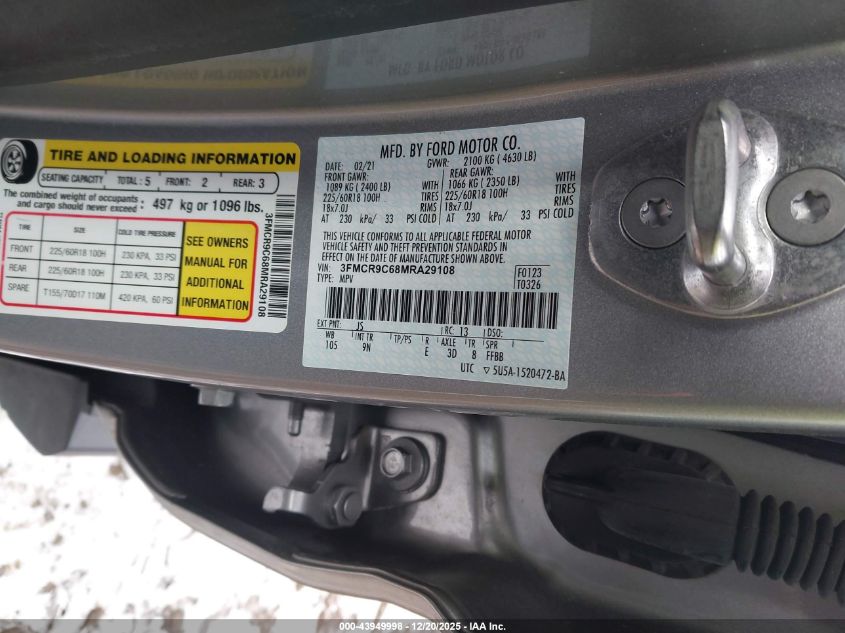 TIRE AND LOADING INFORMATION
SEATING CAPACITY TOTAL: 5 FRONT: 2 REAR: 3
The combined weight of occupants and cargo should never exceed: 497 kg or 1096 lbs.
TIRE SIZE COLD TIRE PRESSURE
FRONT 225/60R18 100H 230 KPA, 33 PSI
REAR 225/60R18 100H 230 KPA, 33 PSI
SPARE T155/70D17 110M 420 KPA, 60 PSI
SEE OWNERS
MANUAL FOR
ADDITIONAL
INFORMATION
3FMCR9C68MRA29108
MFD. BY FORD MOTOR CO.
DATE: 02/21 GVWR: 2100 KG ( 4630 LB)
FRONT GAWR: REAR GAWR:
1089 KG ( 2400 LB) WITH 1066 KG ( 2350 LB) WITH
225/60R18 100H TIRES 225/60R18 100H TIRES
18x7.0J RIMS 18x7.0J RIMS
AT 230 kPa/ 33 PSI COLD AT 230 kPa/ 33 PSI COLD
THIS VEHICLE CONFORMS TO ALL APPLICABLE FEDERAL MOTOR
VEHICLE SAFETY AND THEFT PREVENTION STANDARDS IN
EFFECT ON THE DATE OF MANUFACTURE SHOWN ABOVE.
VIN: 3FMCR9C68MRA29108 F0123
TYPE: MPV T0326
EXT PNT: JS RC: 13 DSO:
WB INT TR TP/PS R AXLE TR SPR
105 9N E 3D 8 FFBB
UTC ▽ 5U5A-1520472-BA
000-43949998 - 12/20/2025 - IAA Inc.